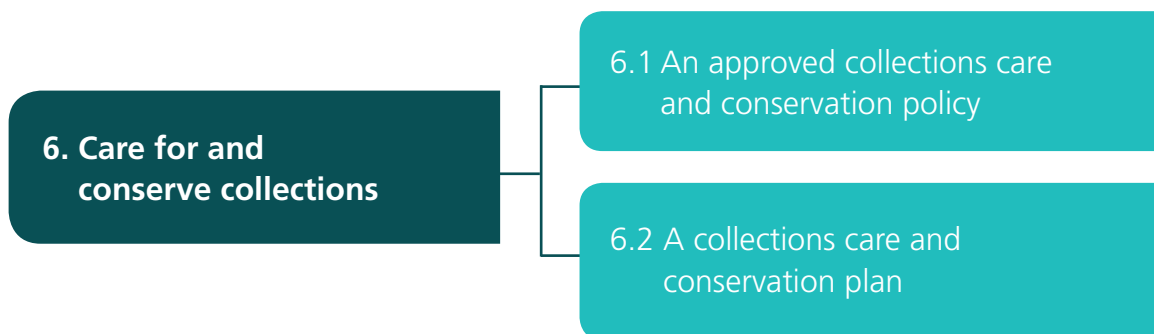 6. Care for and
conserve collections
6.1 An approved collections care
and conservation policy
6.2 A collections care and
conservation plan